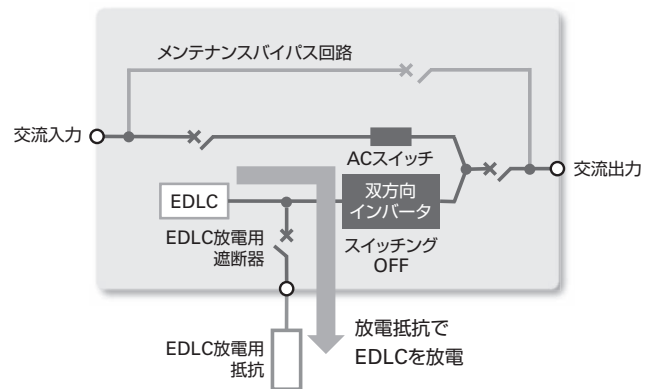 メンテナンスバイパス回路
交流入力
ACスイッチ
交流出力
EDLC
双方向
インバータ
EDLC放電用
遮断器
スイッチング
OFF
放電抵抗で
EDLCを放電
EDLC放電用
抵抗